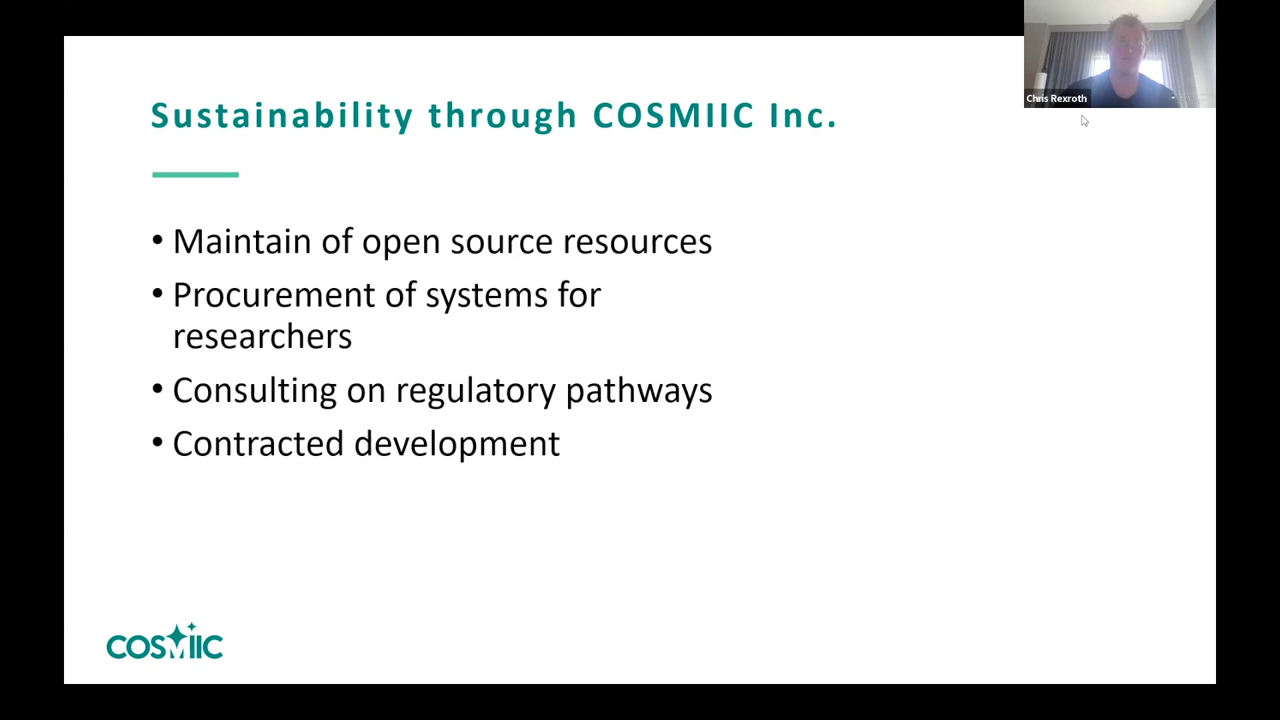 Sustainability through COSMIIC Inc.
• Maintain of open source resources
• Procurement of systems for
researchers
• Consulting on regulatory pathways
• Contracted development
COSMIIC
Chris Rexroth